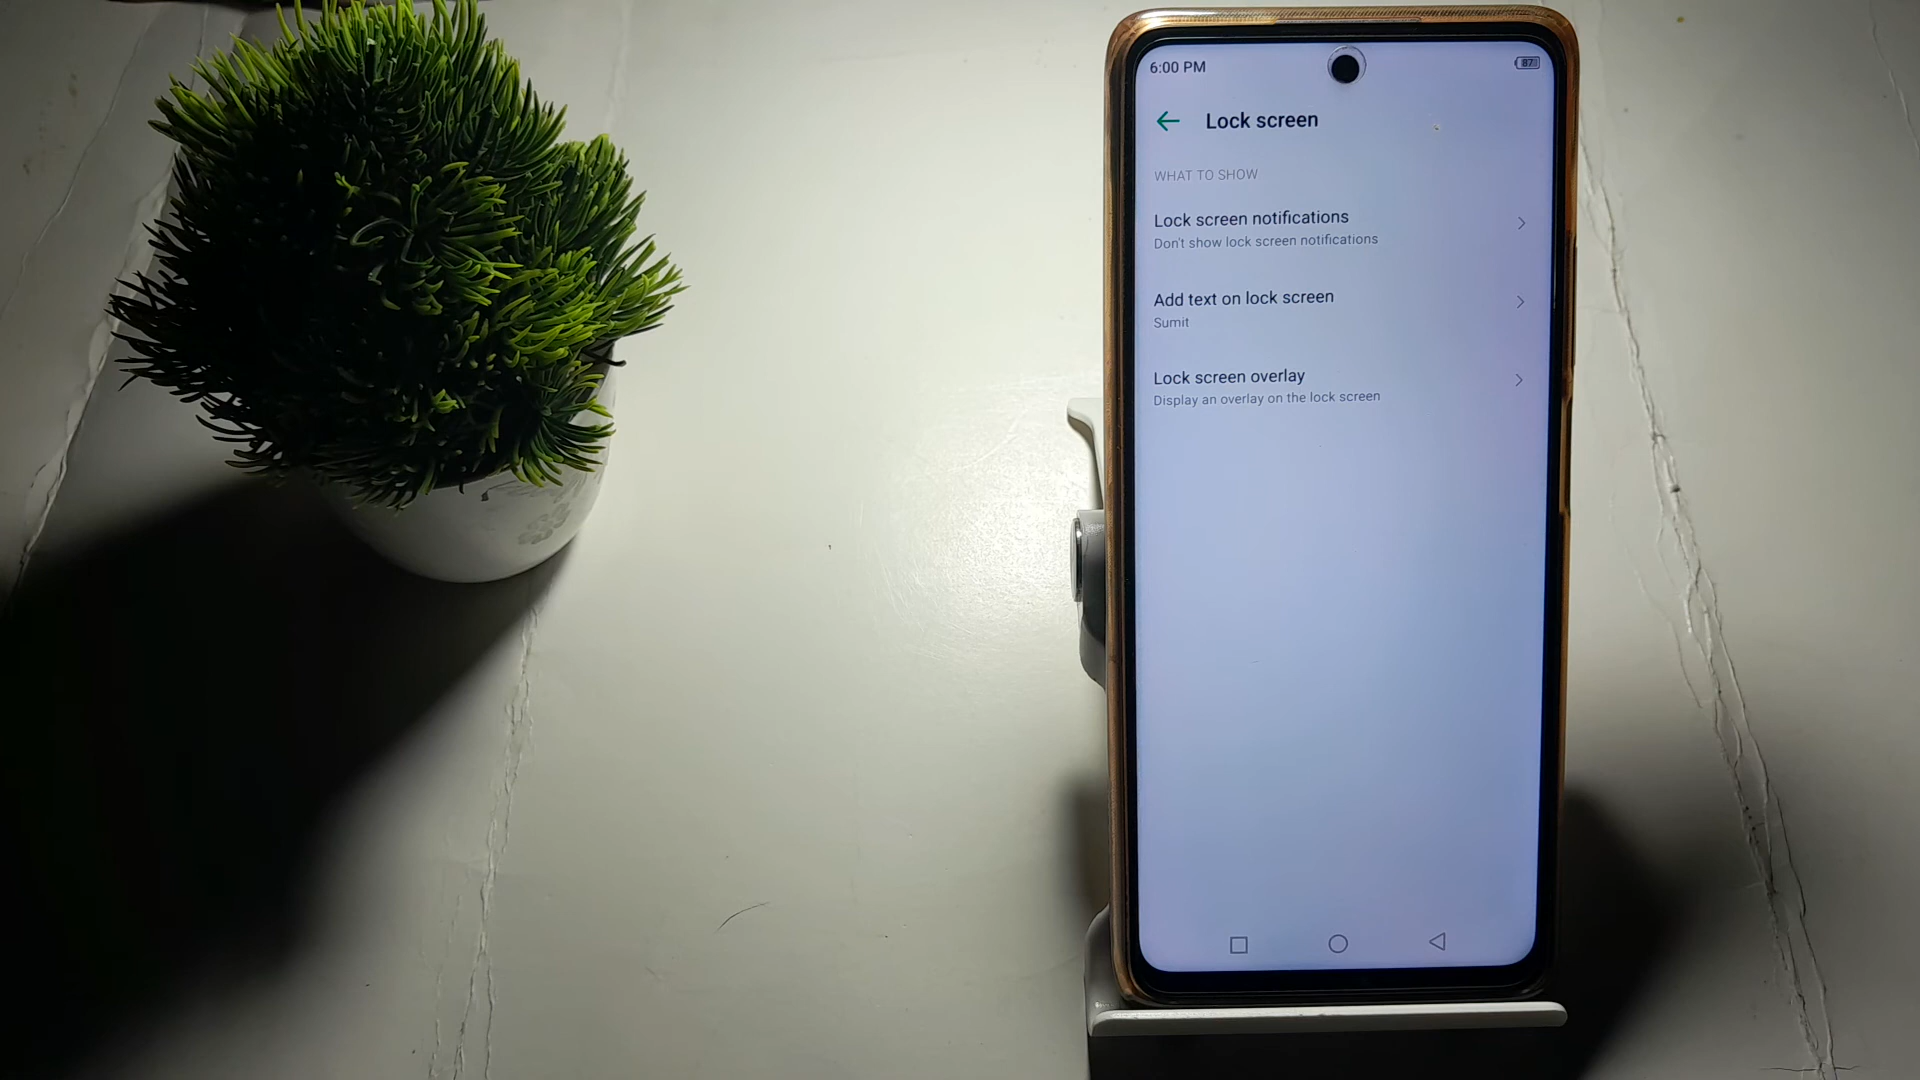 6:00 PM
87
Lock screen
WHAT TO SHOW
Lock screen notifications
Don't show lock screen notifications
Add text on lock screen
Sumit
Lock screen overlay
Display an overlay on the lock screen